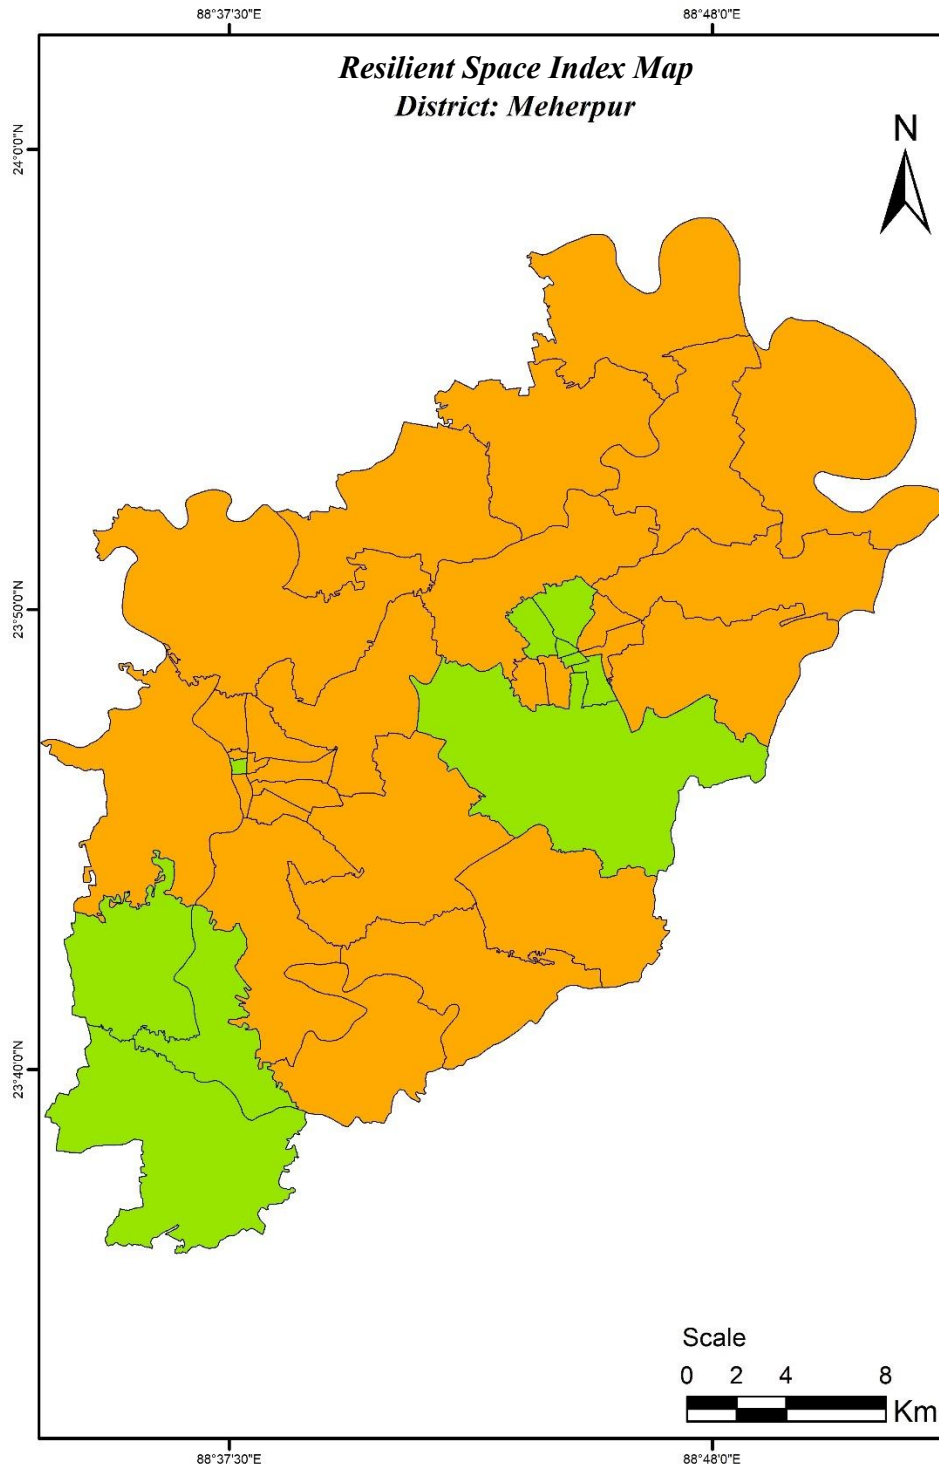 88°37'30"E 88°48'0"E
Resilient Space Index Map
District: Meherpur
N
24°0'0"N
23°50'0"N
23°40'0"N
Scale
0 2 4 8
Km
88°37'30"E 88°48'0"E